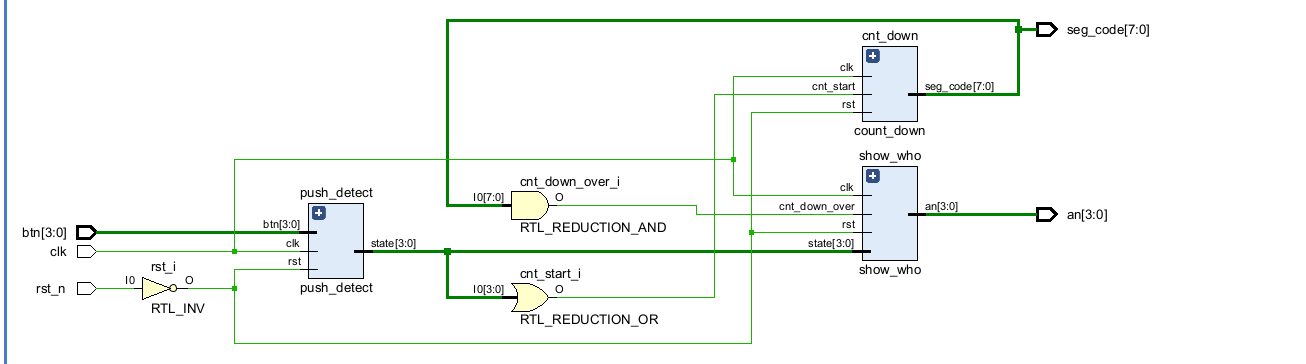 seg_code[7:0]
cnt_down
clk
cnt_start
rst
seg_code[7:0]
count_down
show_who
clk
cnt_down_over
rst
state[3:0]
an[3:0]
show_who
an[3:0]
cnt_down_over_i
I0[7:0]
O
RTL_REDUCTION_AND
push_detect
btn[3:0]
clk
rst
state[3:0]
push_detect
btn[3:0]
clk
rst_n
rst_i
I0
O
RTL_INV
cnt_start_i
I0[3:0]
O
RTL_REDUCTION_OR